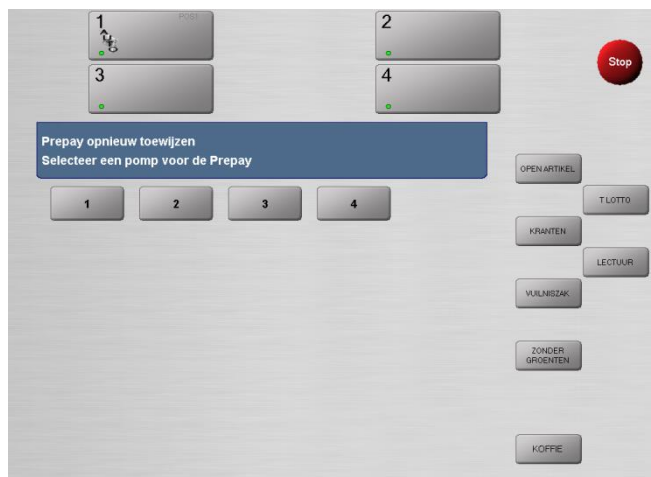 1
POST
2
Stop
3
4
Prepay opnieuw toewijzen
Selecteer een pomp voor de Prepay
OPEN ARTIKEL
1 2 3 4
T LOTTO
KRANTEN
LECTUUR
VUILNISZAK
ZONDER
GROENTEN
KOFFIE